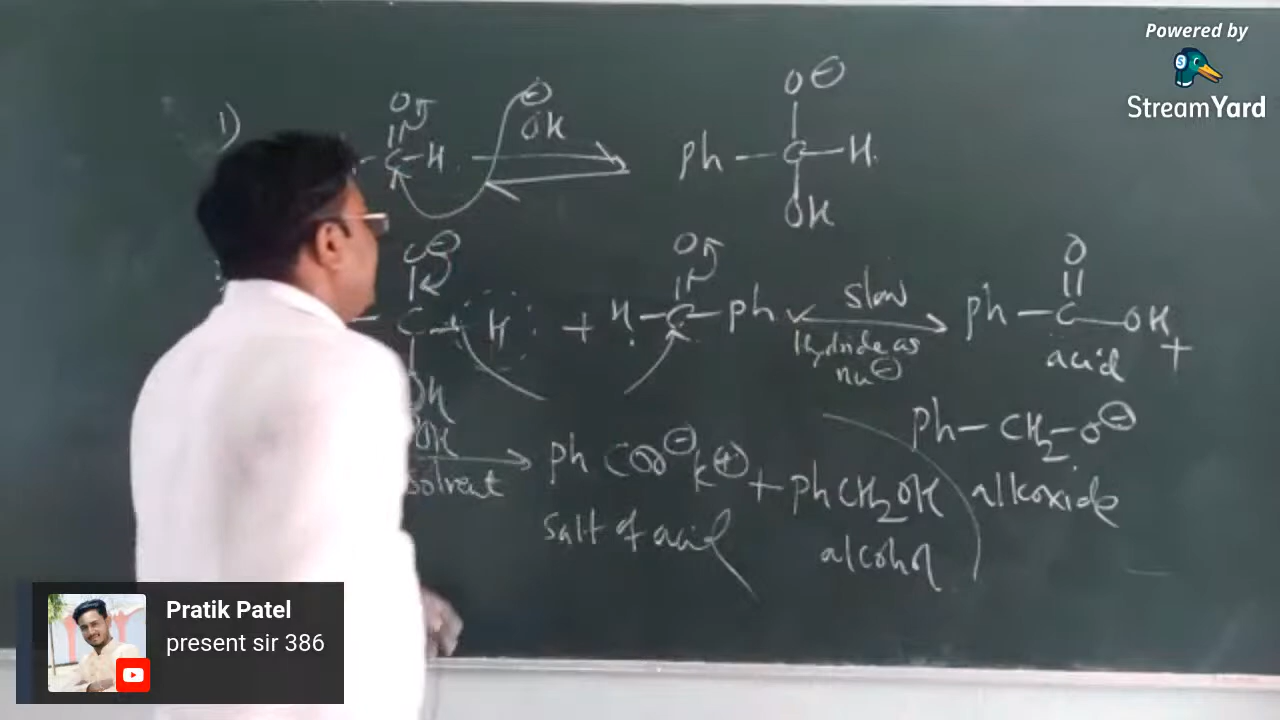 Powered by
StreamYard
1)
O
C-H
⊖
OH
O⊖
Ph-C-H
OH
O⊖
C-H + H-C-Ph
O
slow
Hydride as
nu⊖
O
Ph-C-OH +
acid
Ph-CH2-O⊖
alkoxide
OH
solvent
Ph COO⊖ K⊕ + PhCH2OH
salt of acid
alcohol
Pratik Patel
present sir 386